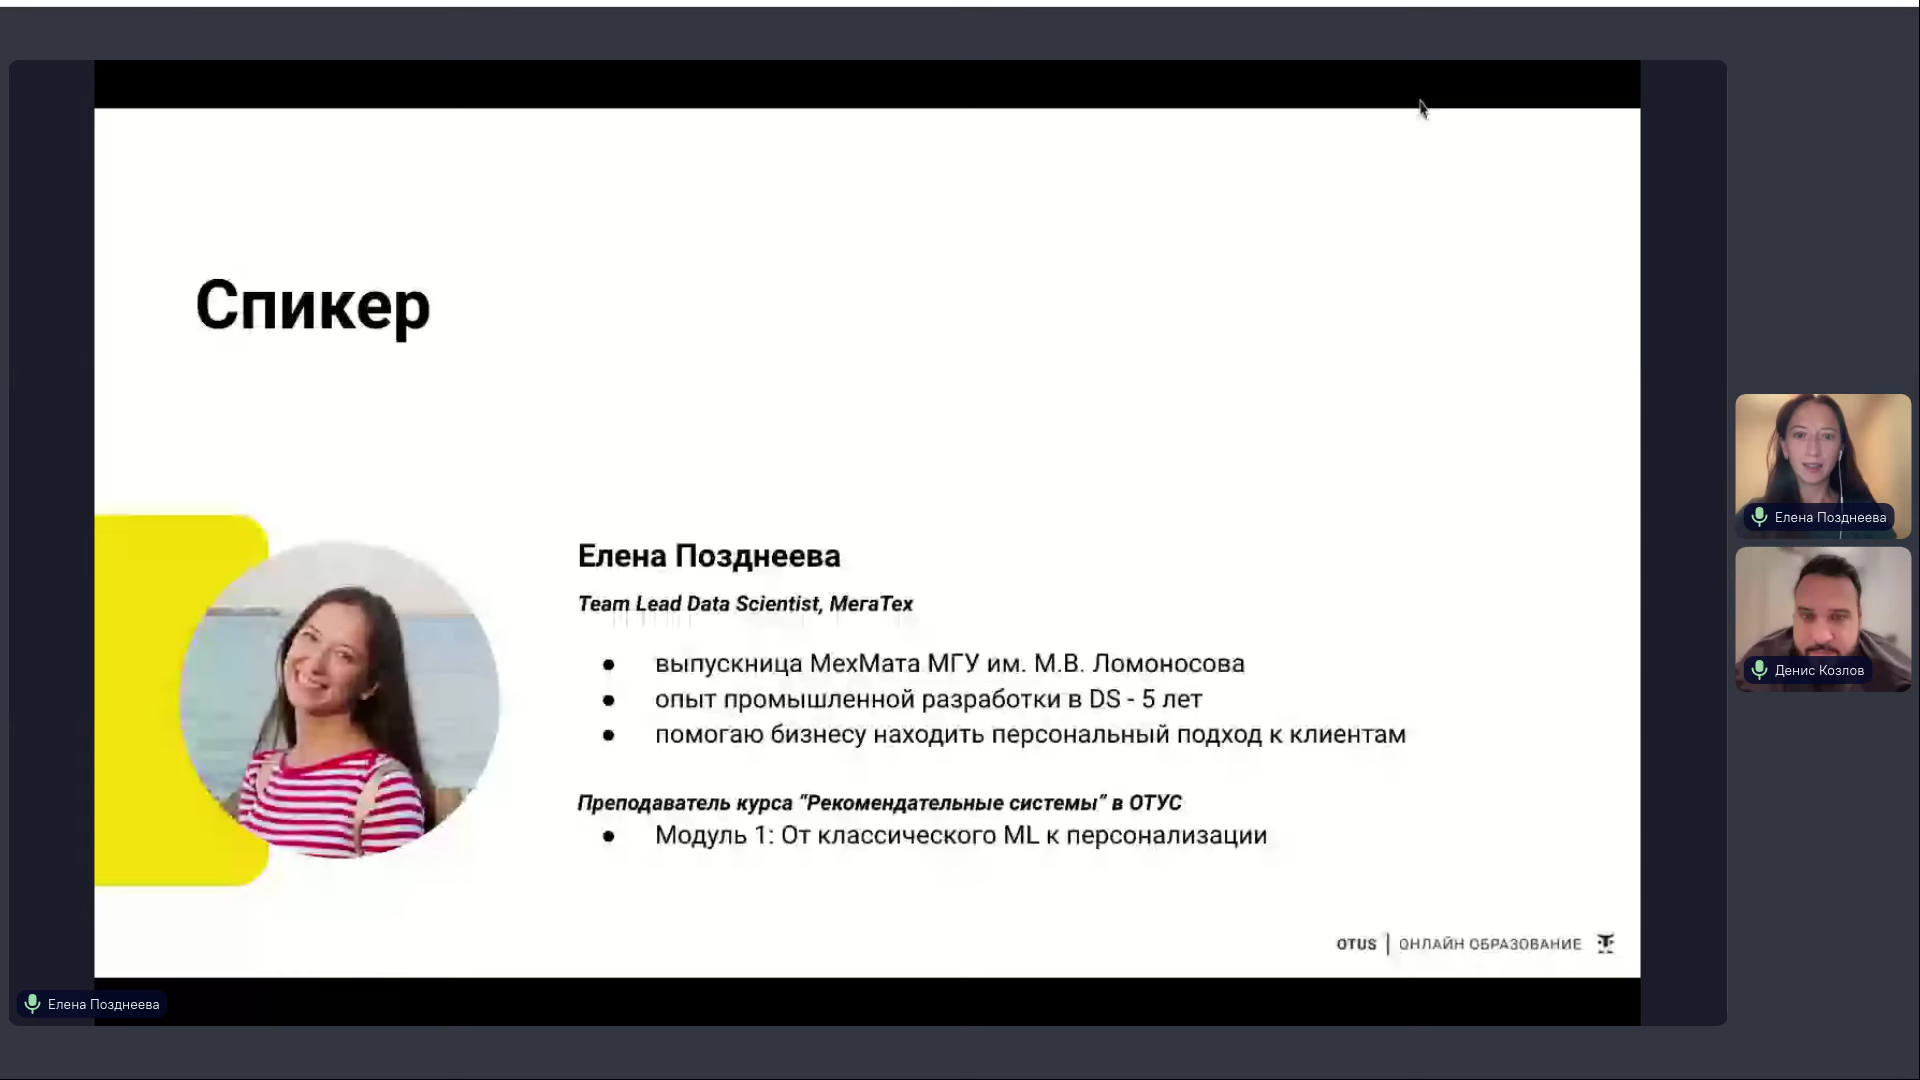 Спикер
Елена Позднеева
Team Lead Data Scientist, МегаТех
● выпускница МехМата МГУ им. М.В. Ломоносова
● опыт промышленной разработки в DS - 5 лет
● помогаю бизнесу находить персональный подход к клиентам
Преподаватель курса “Рекомендательные системы” в ОТУС
● Модуль 1: От классического ML к персонализации
OTUS | ОНЛАЙН ОБРАЗОВАНИЕ
Елена Позднеева
Елена Позднеева
Денис Козлов